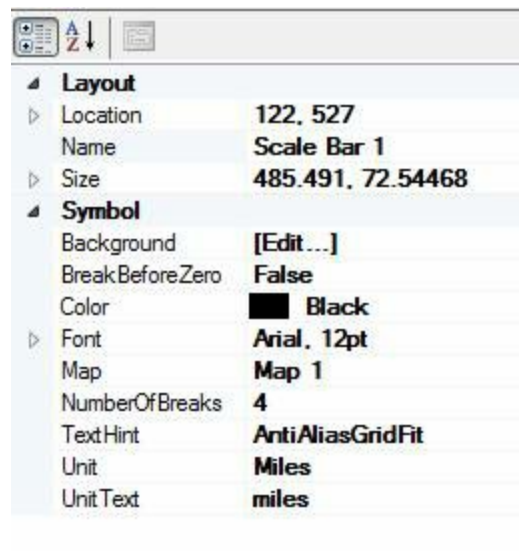 Layout
Location 122, 527
Name Scale Bar 1
Size 485.491, 72.54468
Symbol
Background [Edit...]
BreakBeforeZero False
Color Black
Font Arial, 12pt
Map Map 1
NumberOfBreaks 4
TextHint AntiAliasGridFit
Unit Miles
UnitText miles